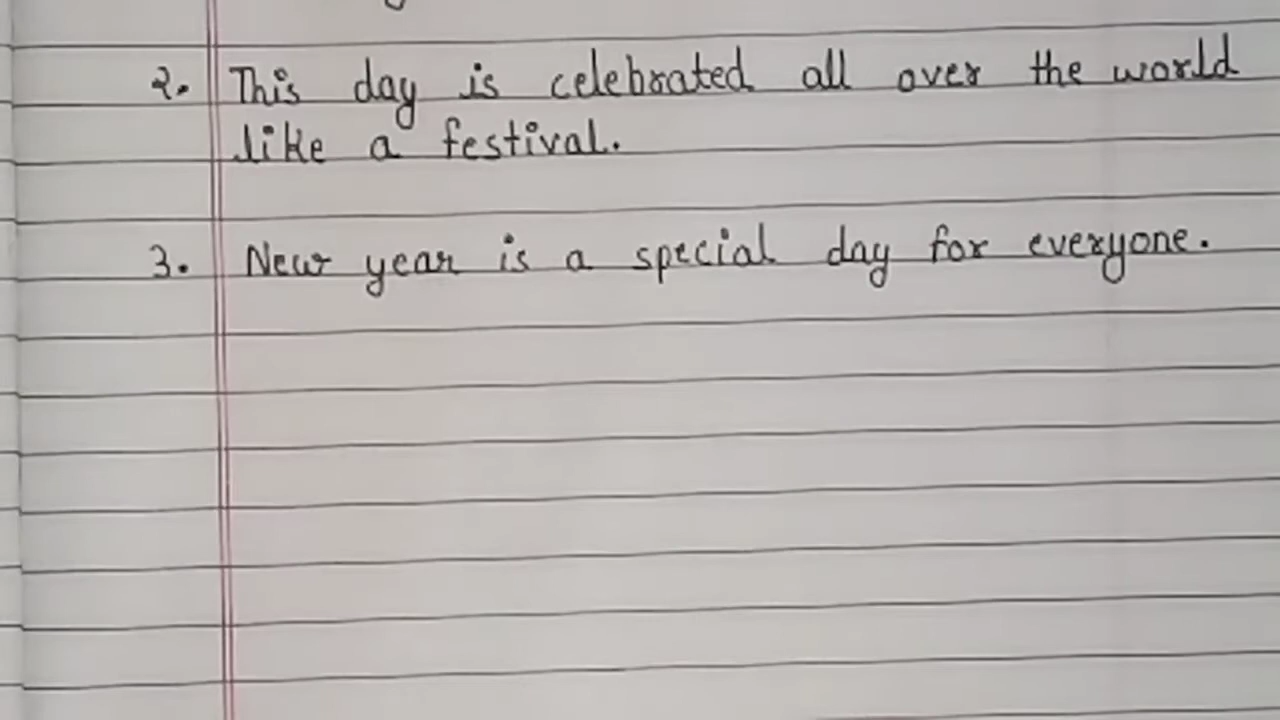 2. This day is celebrated all over the world
like a festival.
3. New year is a special day for everyone.